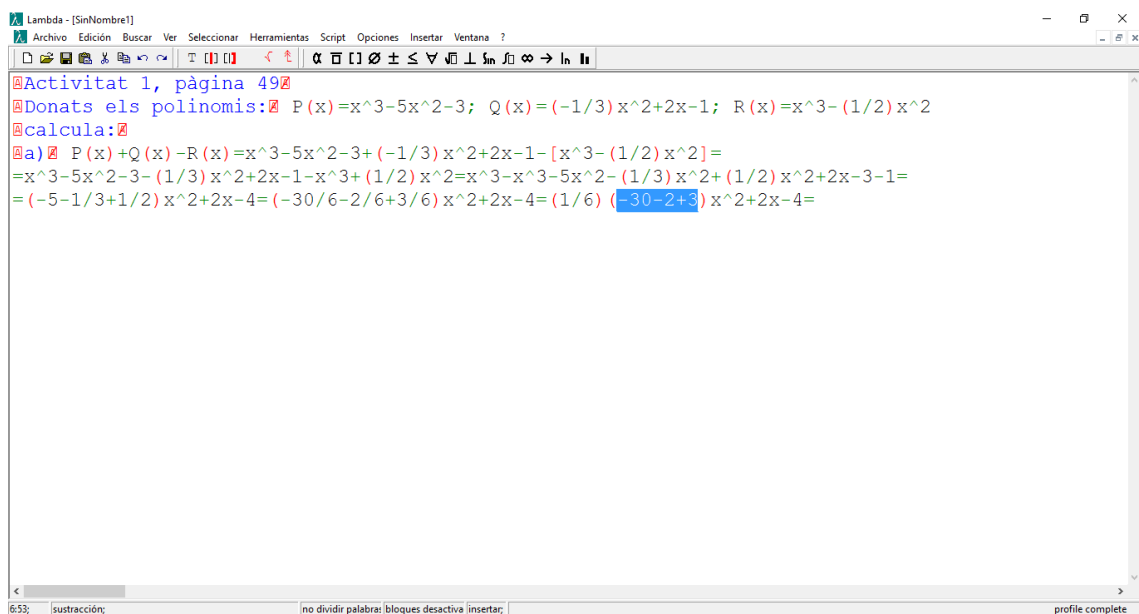 Lambda - [SinNombre1]
Archivo Edición Buscar Ver Seleccionar Herramientas Script Opciones Insertar Ventana ?
Activitat 1, pàgina 49
Donats els polinomis: P(x)=x^3-5x^2-3; Q(x)=(-1/3)x^2+2x-1; R(x)=x^3-(1/2)x^2
calcula:
a) P(x)+Q(x)-R(x)=x^3-5x^2-3+(-1/3)x^2+2x-1-[x^3-(1/2)x^2]=
=x^3-5x^2-3-(1/3)x^2+2x-1-x^3+(1/2)x^2=x^3-x^3-5x^2-(1/3)x^2+(1/2)x^2+2x-3-1=
=(-5-1/3+1/2)x^2+2x-4=(-30/6-2/6+3/6)x^2+2x-4=(1/6)(-30-2+3)x^2+2x-4=
6:53; sustracción; no dividir palabra: bloques desactiva insertar; profile complete